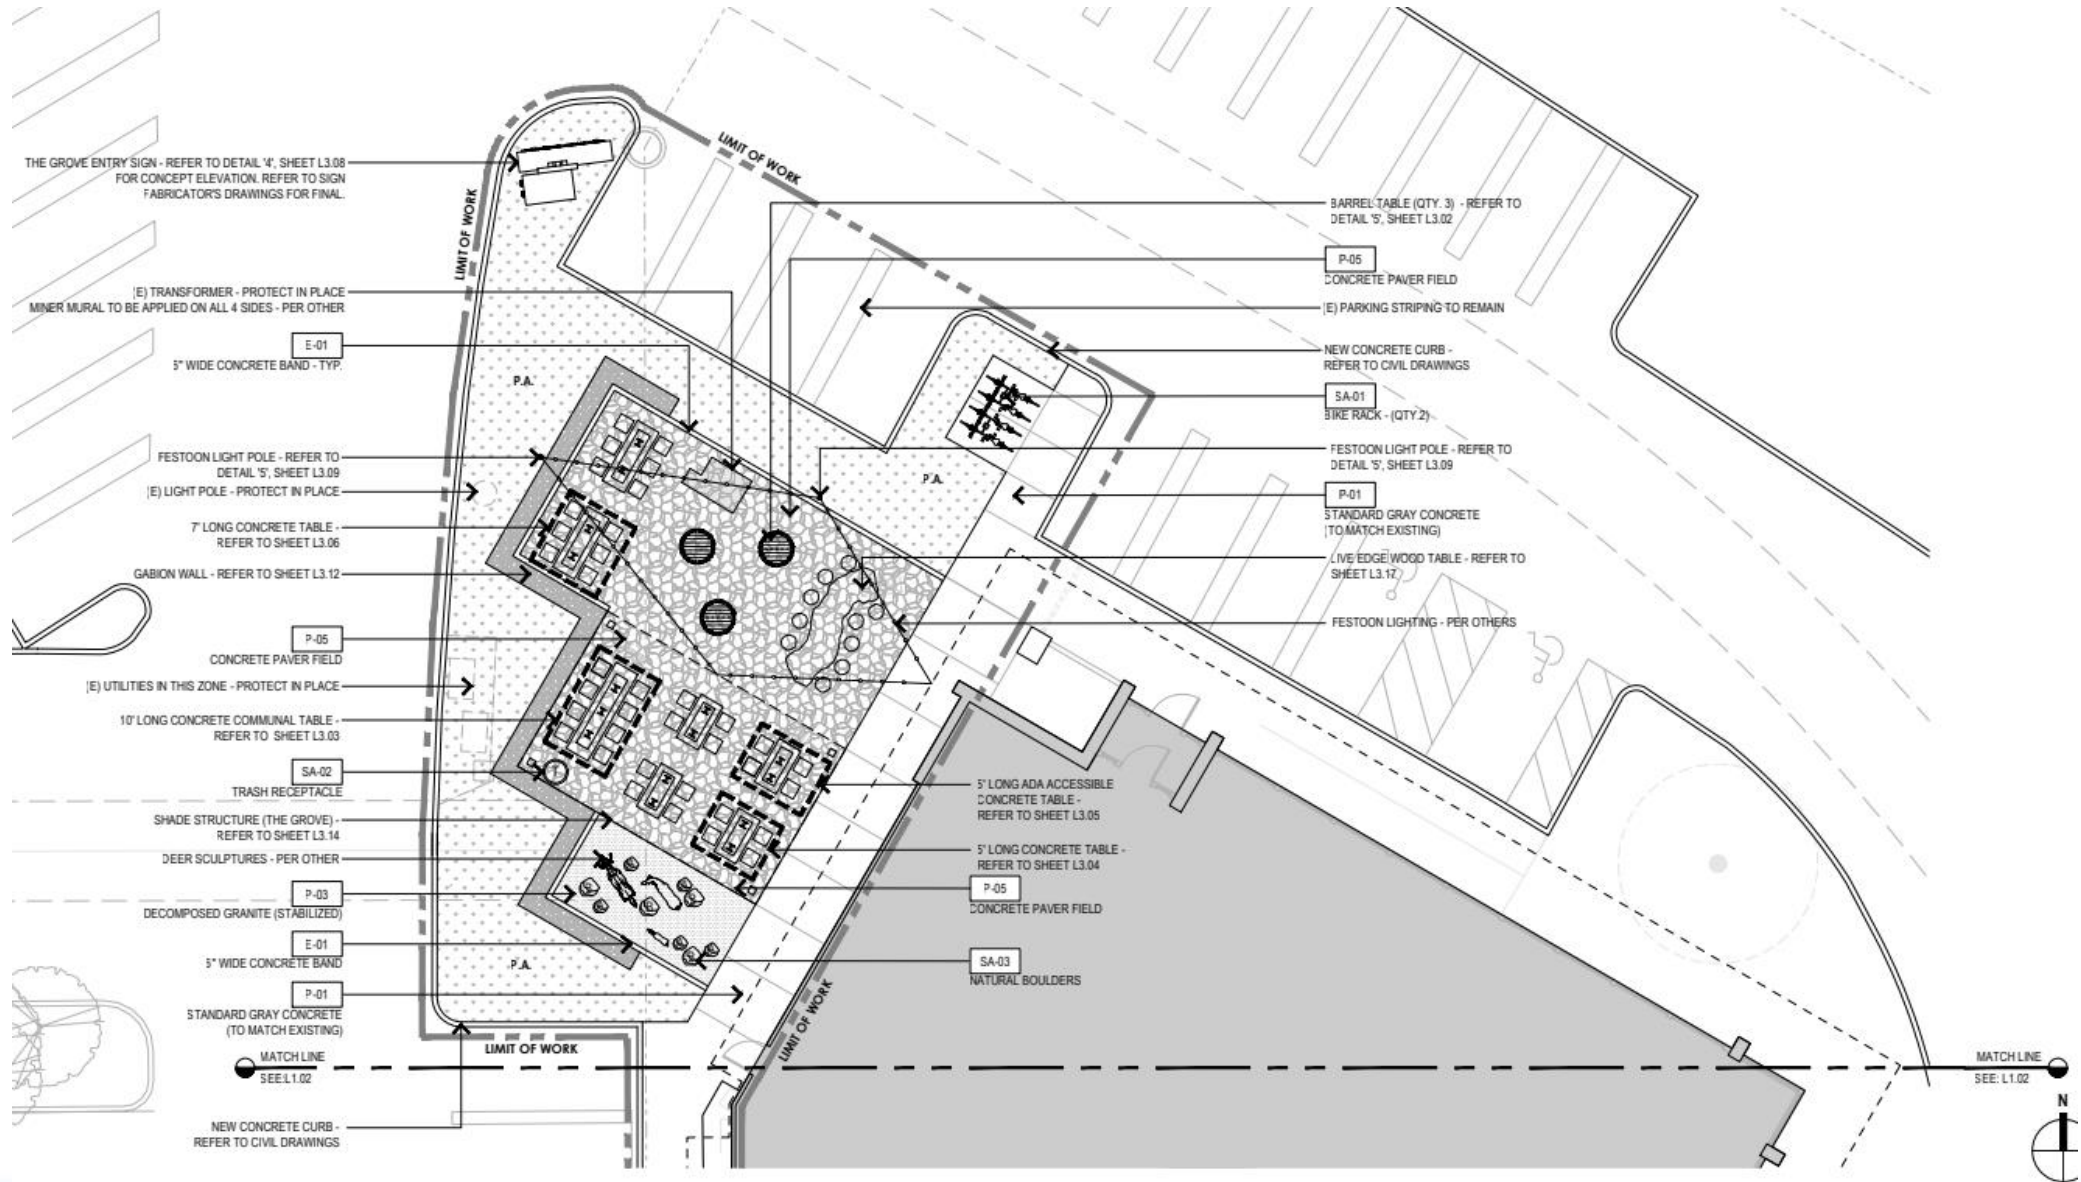 THE GROVE ENTRY SIGN - REFER TO DETAIL '4', SHEET L3.08
FOR CONCEPT ELEVATION. REFER TO SIGN
FABRICATOR'S DRAWINGS FOR FINAL.
(E) TRANSFORMER - PROTECT IN PLACE
MINER MURAL TO BE APPLIED ON ALL 4 SIDES - PER OTHER
E-01
6" WIDE CONCRETE BAND - TYP.
FESTOON LIGHT POLE - REFER TO
DETAIL '5', SHEET L3.09
(E) LIGHT POLE - PROTECT IN PLACE
7' LONG CONCRETE TABLE -
REFER TO SHEET L3.06
GABION WALL - REFER TO SHEET L3.12
P-05
CONCRETE PAVER FIELD
(E) UTILITIES IN THIS ZONE - PROTECT IN PLACE
10' LONG CONCRETE COMMUNAL TABLE -
REFER TO SHEET L3.03
SA-02
TRASH RECEPTACLE
SHADE STRUCTURE (THE GROVE) -
REFER TO SHEET L3.14
DEER SCULPTURES - PER OTHER
P-03
DECOMPOSED GRANITE (STABILIZED)
E-01
6" WIDE CONCRETE BAND
P-01
STANDARD GRAY CONCRETE
(TO MATCH EXISTING)
MATCH LINE
SEE:L1.02
NEW CONCRETE CURB -
REFER TO CIVIL DRAWINGS
LIMIT OF WORK
LIMIT OF WORK
P.A.
P.A.
P.A.
LIMIT OF WORK
LIMIT OF WORK
BARREL TABLE (QTY. 3) - REFER TO
DETAIL '5', SHEET L3.02
P-05
CONCRETE PAVER FIELD
(E) PARKING STRIPING TO REMAIN
NEW CONCRETE CURB -
REFER TO CIVIL DRAWINGS
SA-01
BIKE RACK - (QTY.2)
FESTOON LIGHT POLE - REFER TO
DETAIL '5', SHEET L3.09
P-01
STANDARD GRAY CONCRETE
(TO MATCH EXISTING)
LIVE EDGE WOOD TABLE - REFER TO
SHEET L3.17
FESTOON LIGHTING - PER OTHERS
5' LONG ADA ACCESSIBLE
CONCRETE TABLE -
REFER TO SHEET L3.05
5' LONG CONCRETE TABLE -
REFER TO SHEET L3.04
P-05
CONCRETE PAVER FIELD
SA-03
NATURAL BOULDERS
MATCH LINE
SEE: L1.02
N